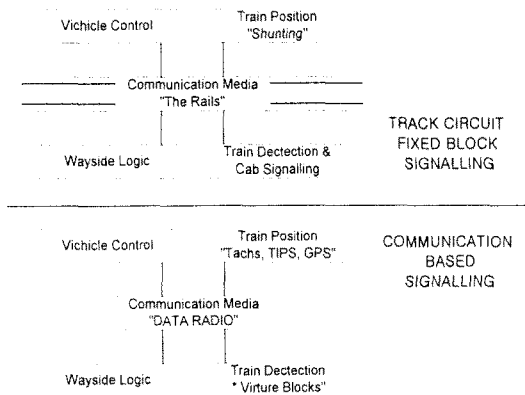 Vichicle Control
Train Position
"Shunting"
Communication Media
"The Rails"
Wayside Logic
Train Dectection &
Cab Signalling
TRACK CIRCUIT
FIXED BLOCK
SIGNALLING
Vichicle Control
Train Position
"Tachs, TIPS, GPS"
Communication Media
"DATA RADIO"
Wayside Logic
Train Dectection
" Virture Blocks"
COMMUNICATION
BASED
SIGNALLING